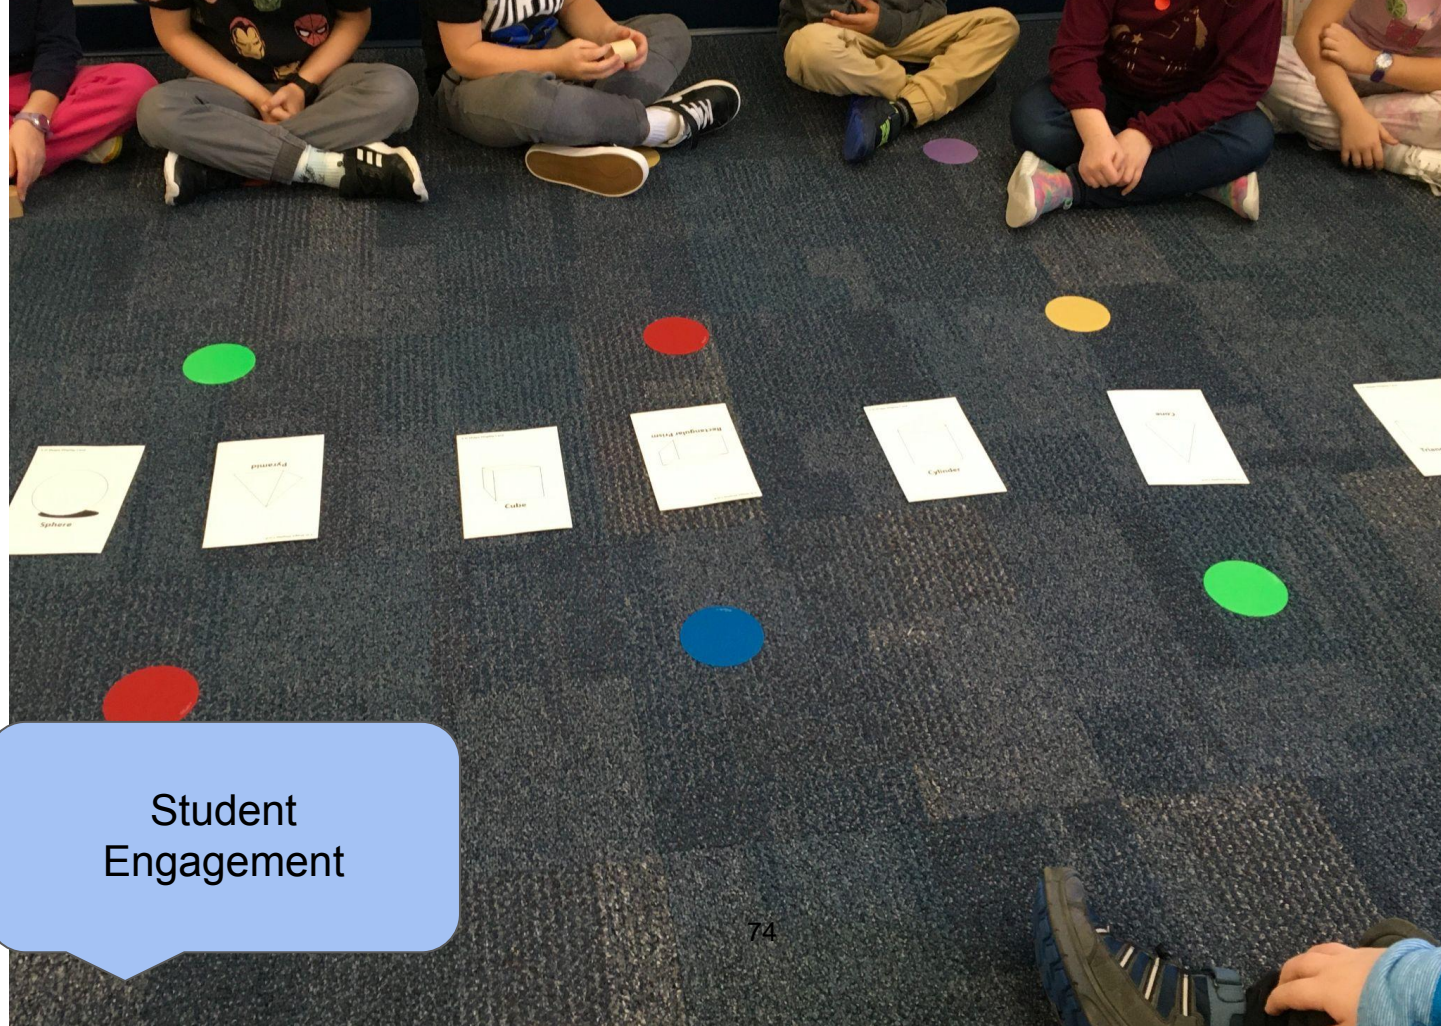 Sphere
Pyramid
Cube
Rectangular Prism
Cylinder
Cone
Student
Engagement
74